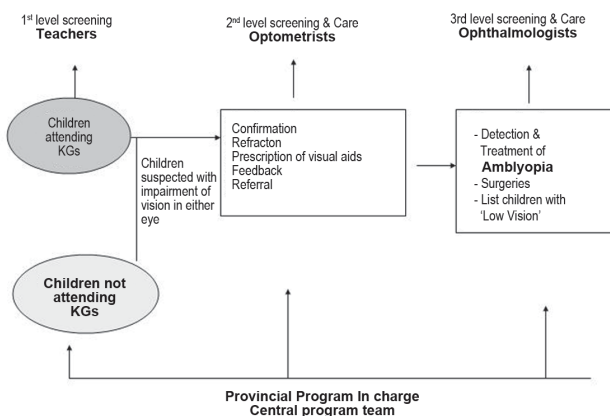 1st level screening
Teachers
2nd level screening & Care
Optometrists
3rd level screening & Care
Ophthalmologists
Children
attending
KGs
Children
suspected with
impairment of
vision in either
eye
Confirmation
Refracton
Prescription of visual aids
Feedback
Referral
- Detection &
Treatment of
Amblyopia
- Surgeries
- List children with
‘Low Vision’
Children not
attending
KGs
Provincial Program In charge
Central program team